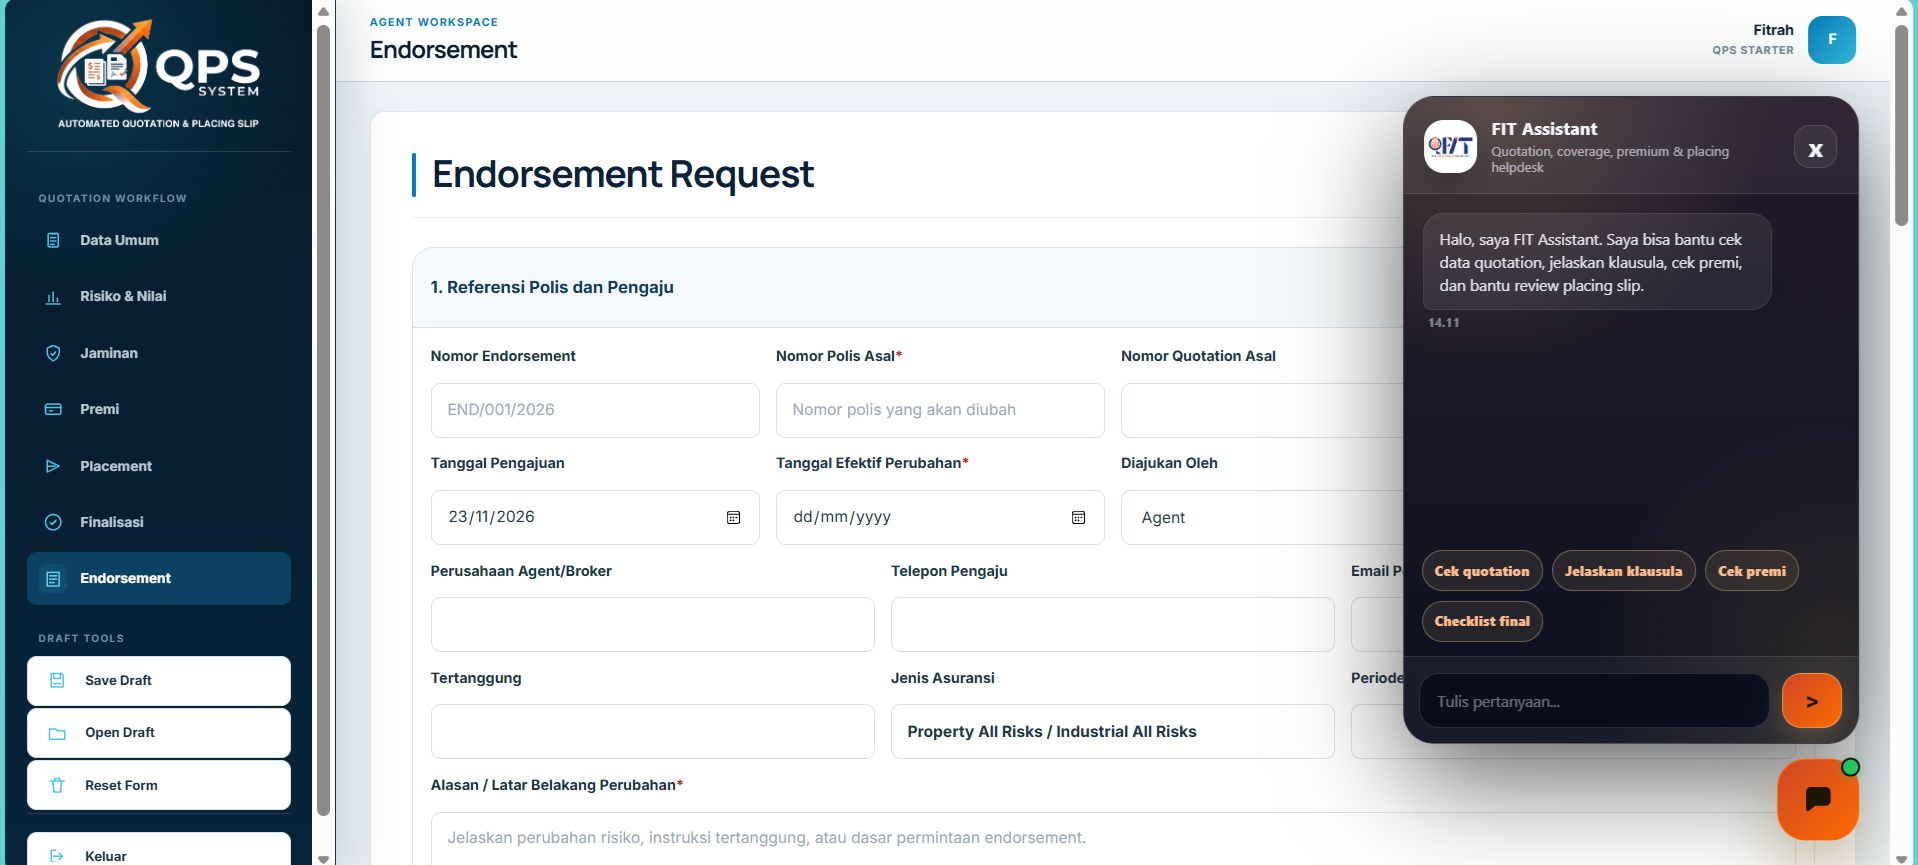 QPS
SYSTEM
AUTOMATED QUOTATION & PLACING SLIP
QUOTATION WORKFLOW
Data Umum
Risiko & Nilai
Jaminan
Premi
Placement
Finalisasi
Endorsement
DRAFT TOOLS
Save Draft
Open Draft
Reset Form
Keluar
AGENT WORKSPACE
Endorsement
Fitrah
QPS STARTER
F
Endorsement Request
1. Referensi Polis dan Pengaju
Nomor Endorsement
Nomor Polis Asal*
Nomor Quotation Asal
END/001/2026
Nomor polis yang akan diubah
Tanggal Pengajuan
Tanggal Efektif Perubahan*
Diajukan Oleh
23/11/2026
dd/mm/yyyy
Agent
Perusahaan Agent/Broker
Telepon Pengaju
Email
Tertanggung
Jenis Asuransi
Periode
Property All Risks / Industrial All Risks
Alasan / Latar Belakang Perubahan*
Jelaskan perubahan risiko, instruksi tertanggung, atau dasar permintaan endorsement.
FIT Assistant
Quotation, coverage, premium & placing
helpdesk
x
Halo, saya FIT Assistant. Saya bisa bantu cek
data quotation, jelaskan klausula, cek premi,
dan bantu review placing slip.
14.11
Cek quotation
Jelaskan klausula
Cek premi
Checklist final
Tulis pertanyaan...
>